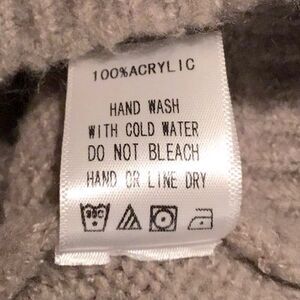 100%ACRYLIC
HAND WASH
WITH COLD WATER
DO NOT BLEACH
HAND OR LINE DRY